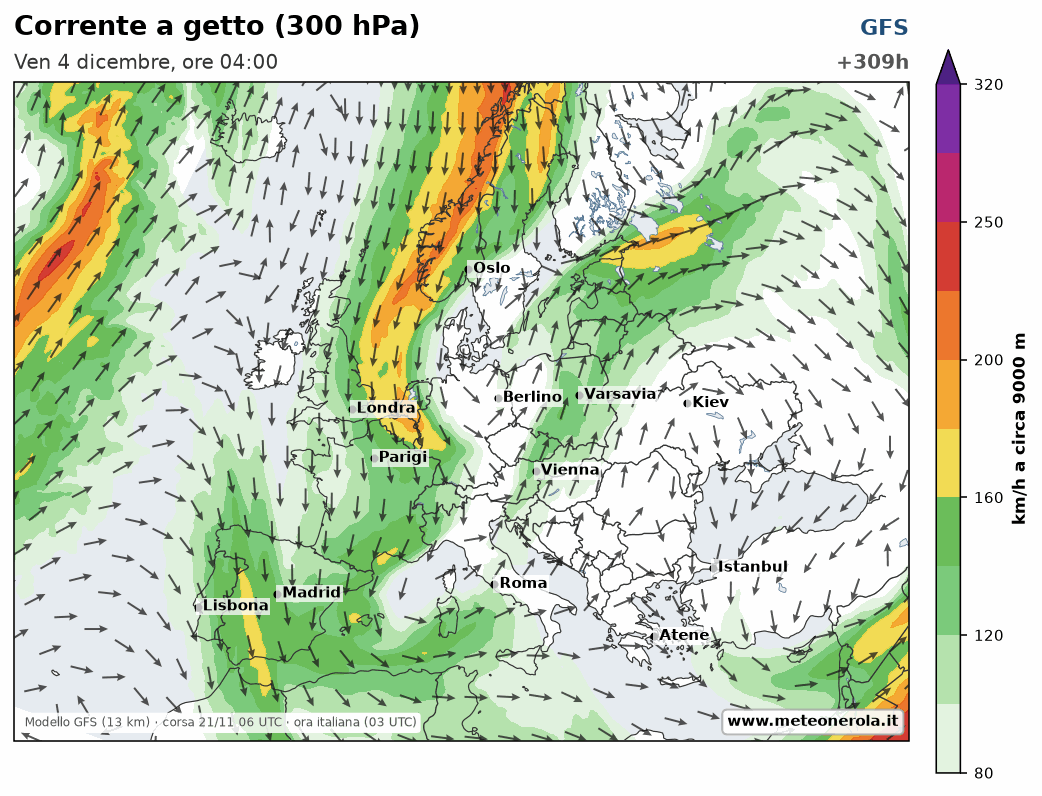 Corrente a getto (300 hPa)
GFS
Ven 4 dicembre, ore 04:00
+309h
320
250
200
160
120
80
km/h a circa 9000 m
Oslo
Berlino
Varsavia
Kiev
Londra
Parigi
Vienna
Istanbul
Roma
Madrid
Lisbona
Atene
Modello GFS (13 km) · corsa 21/11 06 UTC · ora italiana (03 UTC)
www.meteonerola.it